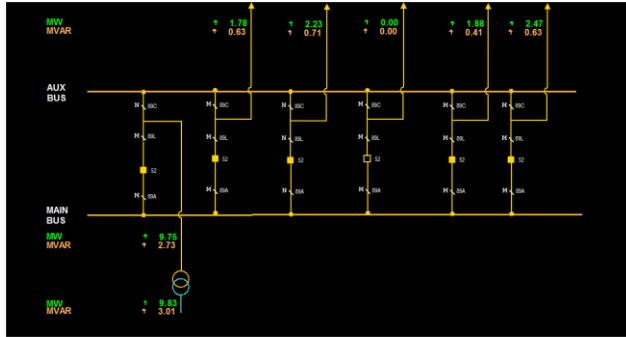 MW ↑ 1.78 ↑ 2.23 ↑ 0.00 ↑ 1.88 ↑ 2.47
MVAR ↑ 0.63 ↑ 0.71 ↑ 0.00 ↑ 0.41 ↑ 0.63
AUX
BUS
N 89C M 89C N 89C M 89C N 89C N 89C
M 89L M 89L M 89L M 89L M 89L M 89L
52 52 52 52 52 52
M 89A M 89A M 89A M 89A M 89A M 89A
MAIN
BUS
MW ↑ 9.75
MVAR ↑ 2.73
MW ↑ 9.83
MVAR ↑ 3.01